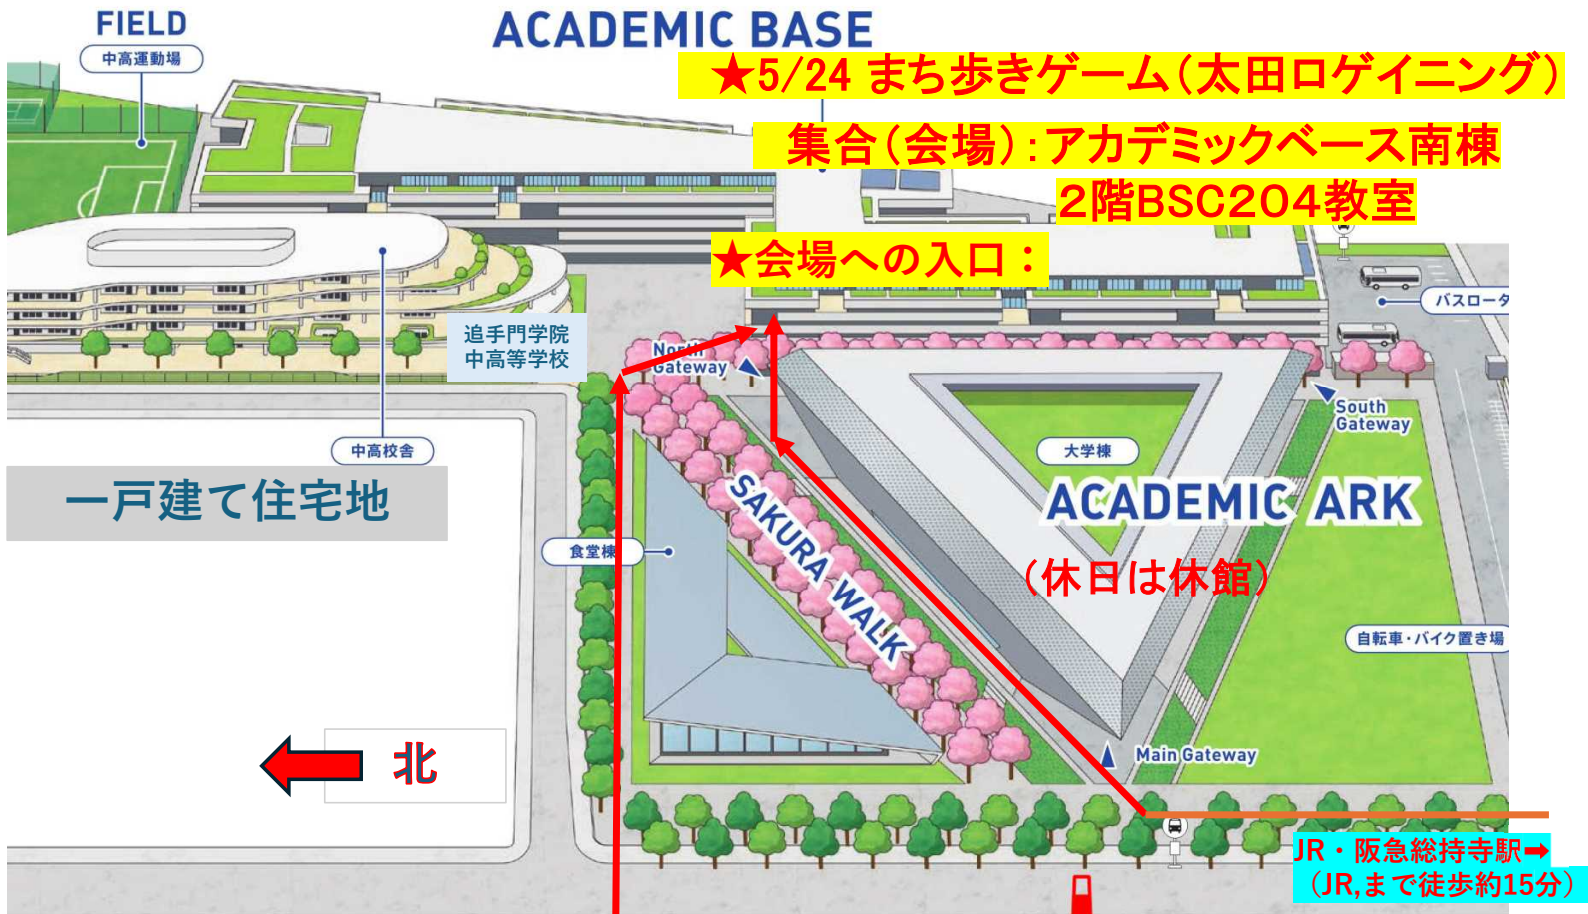 FIELD
中高運動場
ACADEMIC BASE
★5/24 まち歩きゲーム（太田ロゲイニング）
集合（会場）：アカデミックベース南棟
２階BSC２０４教室
★会場への入口：
バスロータ
追手門学院
中高等学校
North
Gateway
South
Gateway
中高校舎
大学棟
一戸建て住宅地
ACADEMIC ARK
SAKURA WALK
食堂棟
（休日は休館）
自転車・バイク置き場
北
Main Gateway
JR・阪急総持寺駅➡
（JR,まで徒歩約15分）